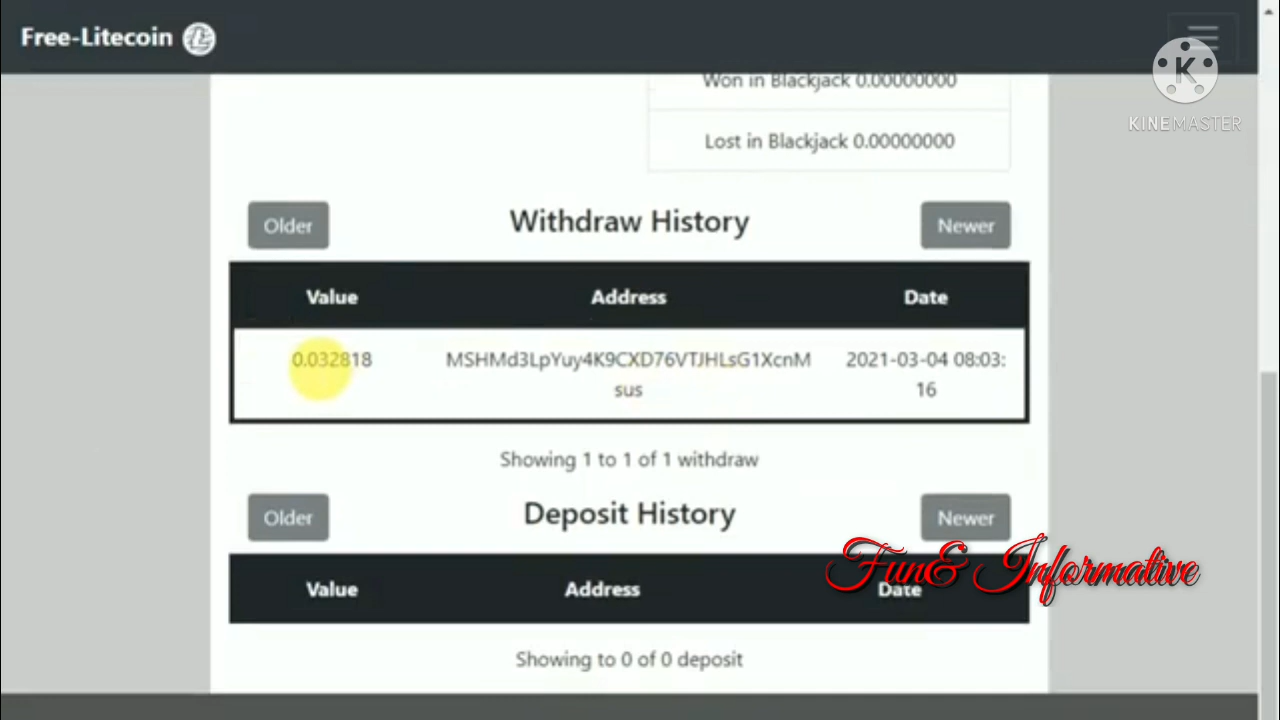 Free-Litecoin
K
KINEMASTER
Won in Blackjack 0.00000000
Lost in Blackjack 0.00000000
Older
Withdraw History
Newer
Value
Address
Date
0.032818
MSHMd3LpYuy4K9CXD76VTJHLsG1XcnM
2021-03-04 08:03:
sus
16
Showing 1 to 1 of 1 withdraw
Older
Deposit History
Newer
Fun& Informative
Value
Address
Date
Showing to 0 of 0 deposit